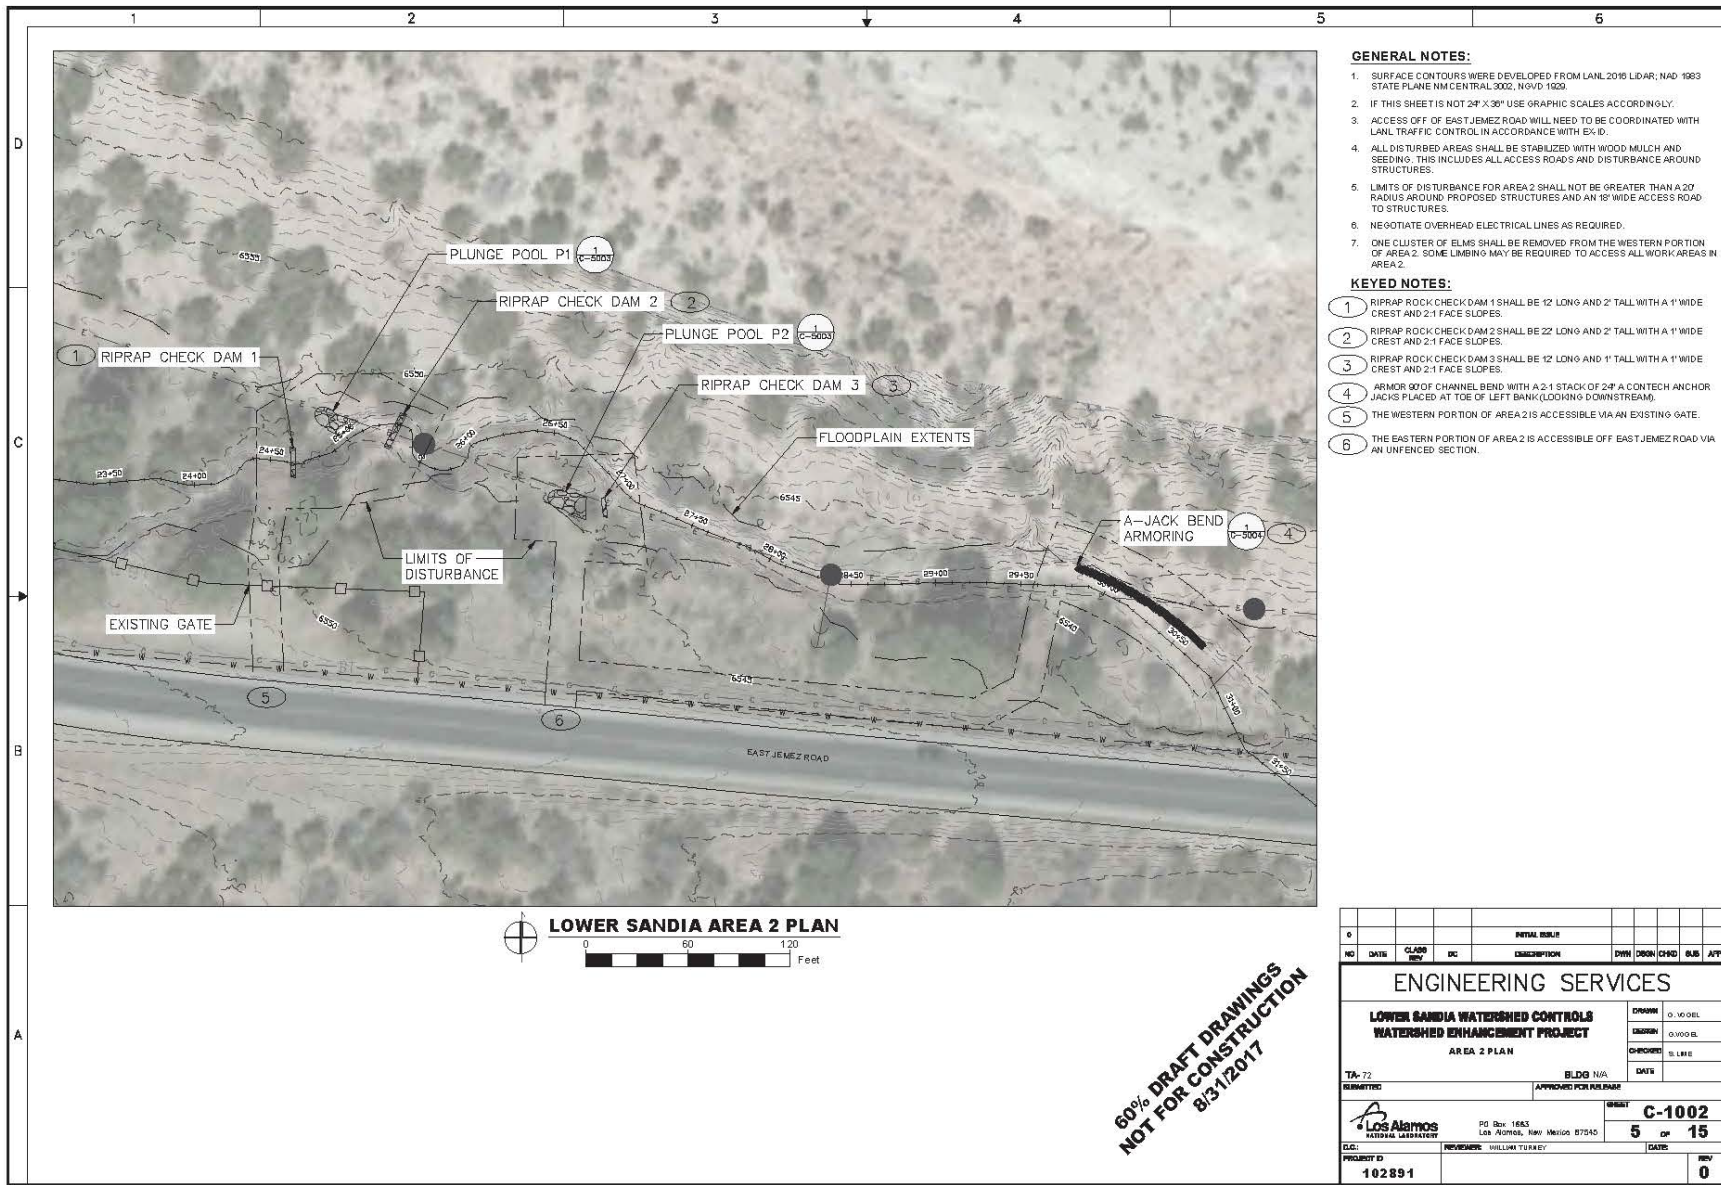 1 2 3 4 5 6
D
C
B
A
GENERAL NOTES:
1. SURFACE CONTOURS WERE DEVELOPED FROM LANL 2016 LiDAR; NAD 1983
STATE PLANE NM CENTRAL 3002, NGVD 1929.
2. IF THIS SHEET IS NOT 24" X 36" USE GRAPHIC SCALES ACCORDINGLY.
3. ACCESS OFF OF EAST JEMEZ ROAD WILL NEED TO BE COORDINATED WITH
LANL TRAFFIC CONTROL IN ACCORDANCE WITH EX-ID.
4. ALL DISTURBED AREAS SHALL BE STABILIZED WITH WOOD MULCH AND
SEEDING. THIS INCLUDES ALL ACCESS ROADS AND DISTURBANCE AROUND
STRUCTURES.
5. LIMITS OF DISTURBANCE FOR AREA 2 SHALL NOT BE GREATER THAN A 20'
RADIUS AROUND PROPOSED STRUCTURES AND AN 18' WIDE ACCESS ROAD
TO STRUCTURES.
6. NEGOTIATE OVERHEAD ELECTRICAL LINES AS REQUIRED.
7. ONE CLUSTER OF ELMS SHALL BE REMOVED FROM THE WESTERN PORTION
OF AREA 2. SOME LIMBING MAY BE REQUIRED TO ACCESS ALL WORK AREAS IN
AREA 2.
KEYED NOTES:
1 RIPRAP ROCK CHECK DAM 1 SHALL BE 12' LONG AND 2' TALL WITH A 1' WIDE
CREST AND 2:1 FACE SLOPES.
2 RIPRAP ROCK CHECK DAM 2 SHALL BE 22' LONG AND 2' TALL WITH A 1' WIDE
CREST AND 2:1 FACE SLOPES.
3 RIPRAP ROCK CHECK DAM 3 SHALL BE 12' LONG AND 1' TALL WITH A 1' WIDE
CREST AND 2:1 FACE SLOPES.
4 ARMOR 90' OF CHANNEL BEND WITH A 2-1 STACK OF 24" A CONTECH ANCHOR
JACKS PLACED AT TOE OF LEFT BANK (LOOKING DOWNSTREAM).
5 THE WESTERN PORTION OF AREA 2 IS ACCESSIBLE VIA AN EXISTING GATE.
6 THE EASTERN PORTION OF AREA 2 IS ACCESSIBLE OFF EAST JEMEZ ROAD VIA
AN UNFENCED SECTION.
6555
PLUNGE POOL P1 1 C-5003
RIPRAP CHECK DAM 2 2
PLUNGE POOL P2 1 C-5003
1 RIPRAP CHECK DAM 1
6550
RIPRAP CHECK DAM 3 3
FLOODPLAIN EXTENTS
23+50
24+00
24+50
25+00
26+00
26+50
27+00
27+50
28+00
28+50
29+00
29+50
30+00
30+50
31+00
31+50
6545
A-JACK BEND
ARMORING
1 C-5004
4
LIMITS OF
DISTURBANCE
EXISTING GATE
6550
6540
6545
5
6
EAST JEMEZ ROAD
LOWER SANDIA AREA 2 PLAN
0 60 120
Feet
60% DRAFT DRAWINGS
NOT FOR CONSTRUCTION
8/31/2017
0 INITIAL ISSUE
NO DATE CLASS REV DC DESCRIPTION DWN DSGN CHKD SUB APP
ENGINEERING SERVICES
LOWER SANDIA WATERSHED CONTROLS
WATERSHED ENHANCEMENT PROJECT
AREA 2 PLAN
DRAWN G. VOGEL
DESIGN G.VOGEL
CHECKED
DATE
TA-72 BLDG N/A
SUBMITTED APPROVED FOR RELEASE
Los Alamos
NATIONAL LABORATORY
PO Box 1663
Los Alamos, New Mexico 87545
SHEET C-1002
5 OF 15
D.C.: REVIEWER: WILLIAM TURNEY DATE:
PROJECT ID
102891
REV
0